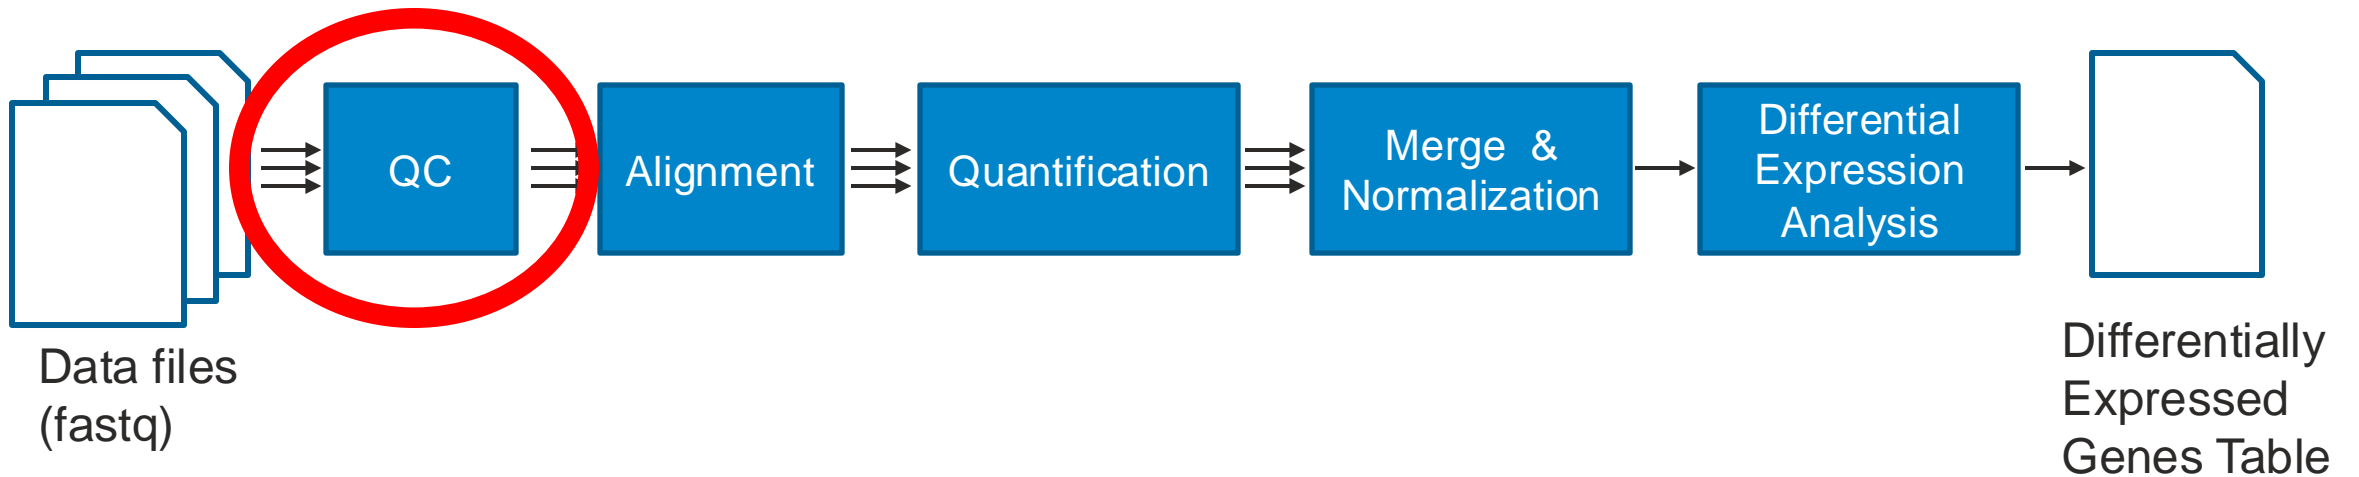 Data files
(fastq)
QC
Alignment
Quantification
Merge & 
Normalization
Differential
Expression
Analysis
Differentially
Expressed
Genes Table